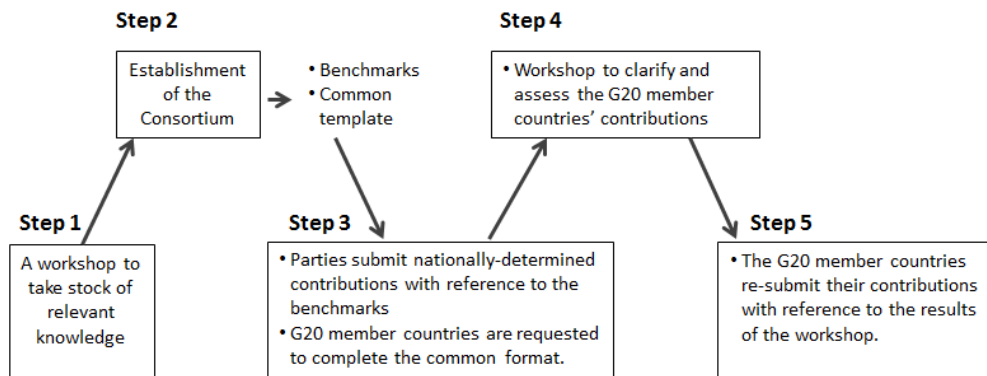 Step 1
A workshop to
take stock of
relevant
knowledge
Step 2
Establishment
of the
Consortium
• Benchmarks
• Common
template
Step 3
• Parties submit nationally-determined
contributions with reference to the
benchmarks
• G20 member countries are requested
to complete the common format.
Step 4
• Workshop to clarify and
assess the G20 member
countries’ contributions
Step 5
• The G20 member countries
re-submit their contributions
with reference to the results
of the workshop.